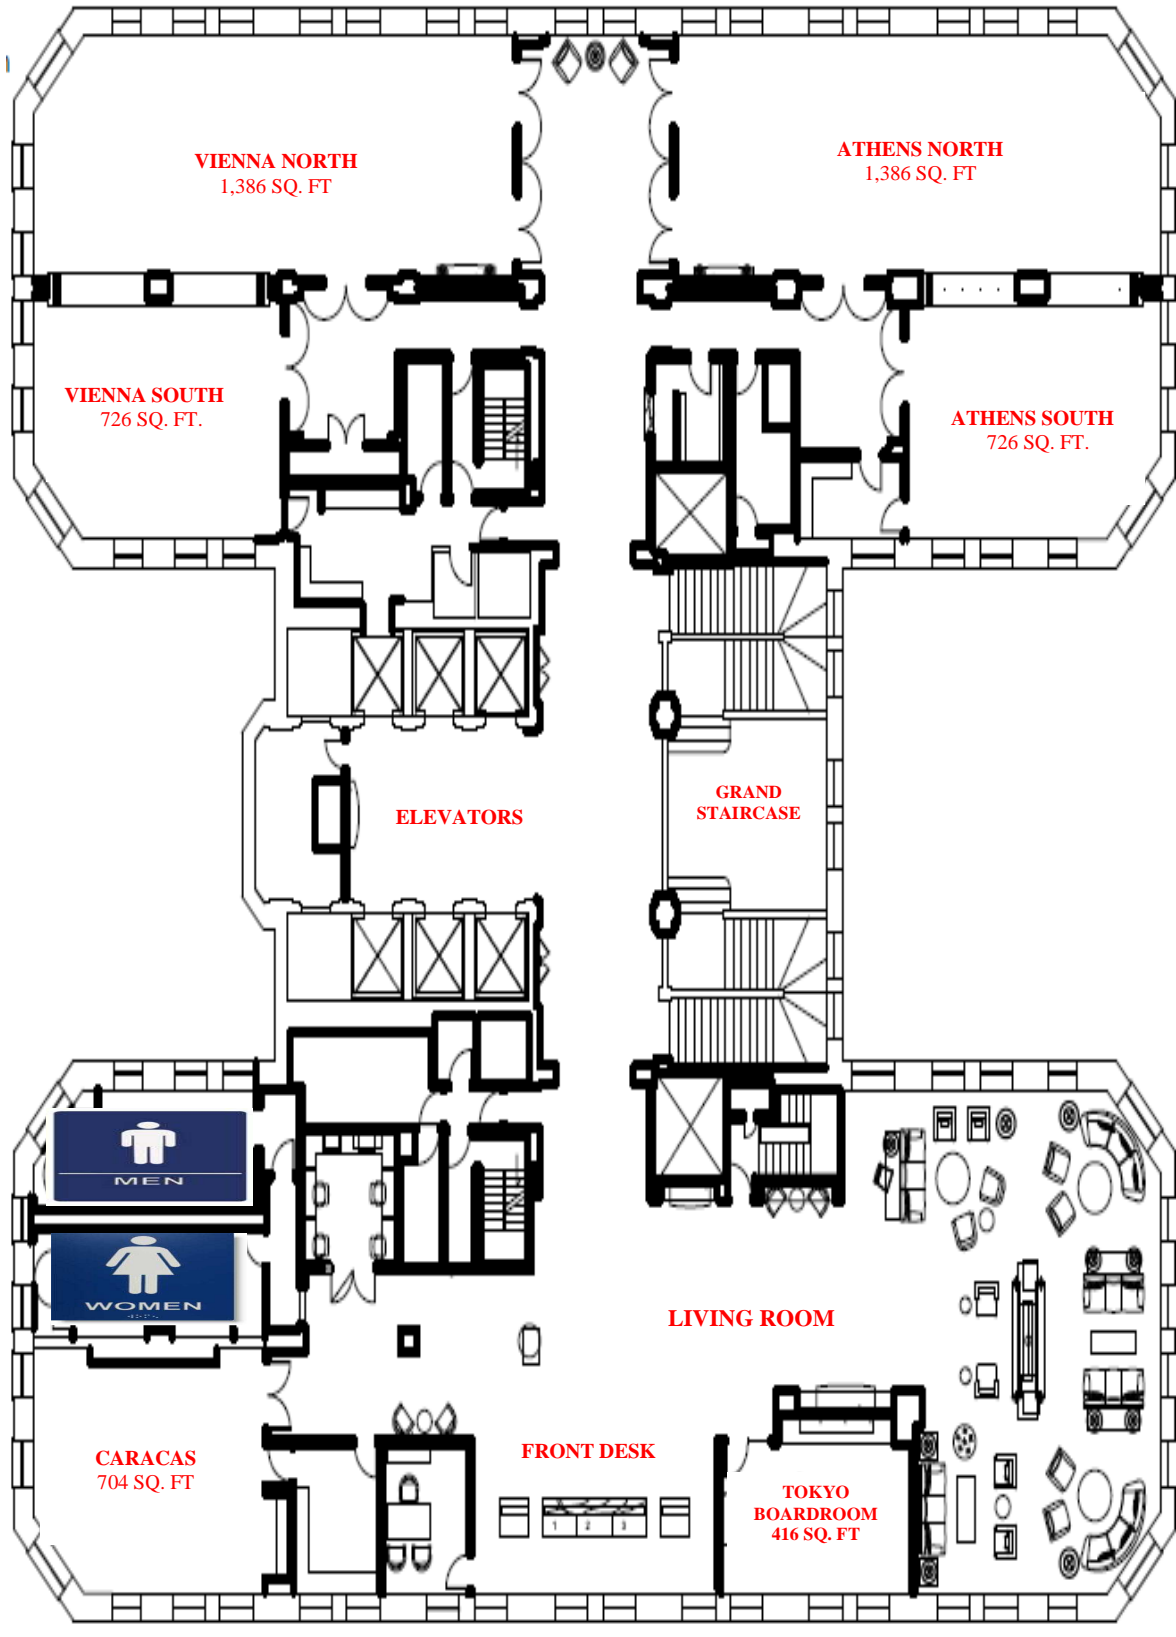 VIENNA NORTH
1,386 SQ. FT
ATHENS NORTH
1,386 SQ. FT
VIENNA SOUTH
726 SQ. FT.
ATHENS SOUTH
726 SQ. FT.
ELEVATORS
GRAND
STAIRCASE
MEN
WOMEN
LIVING ROOM
CARACAS
704 SQ. FT
FRONT DESK
1 2 3
TOKYO
BOARDROOM
416 SQ. FT